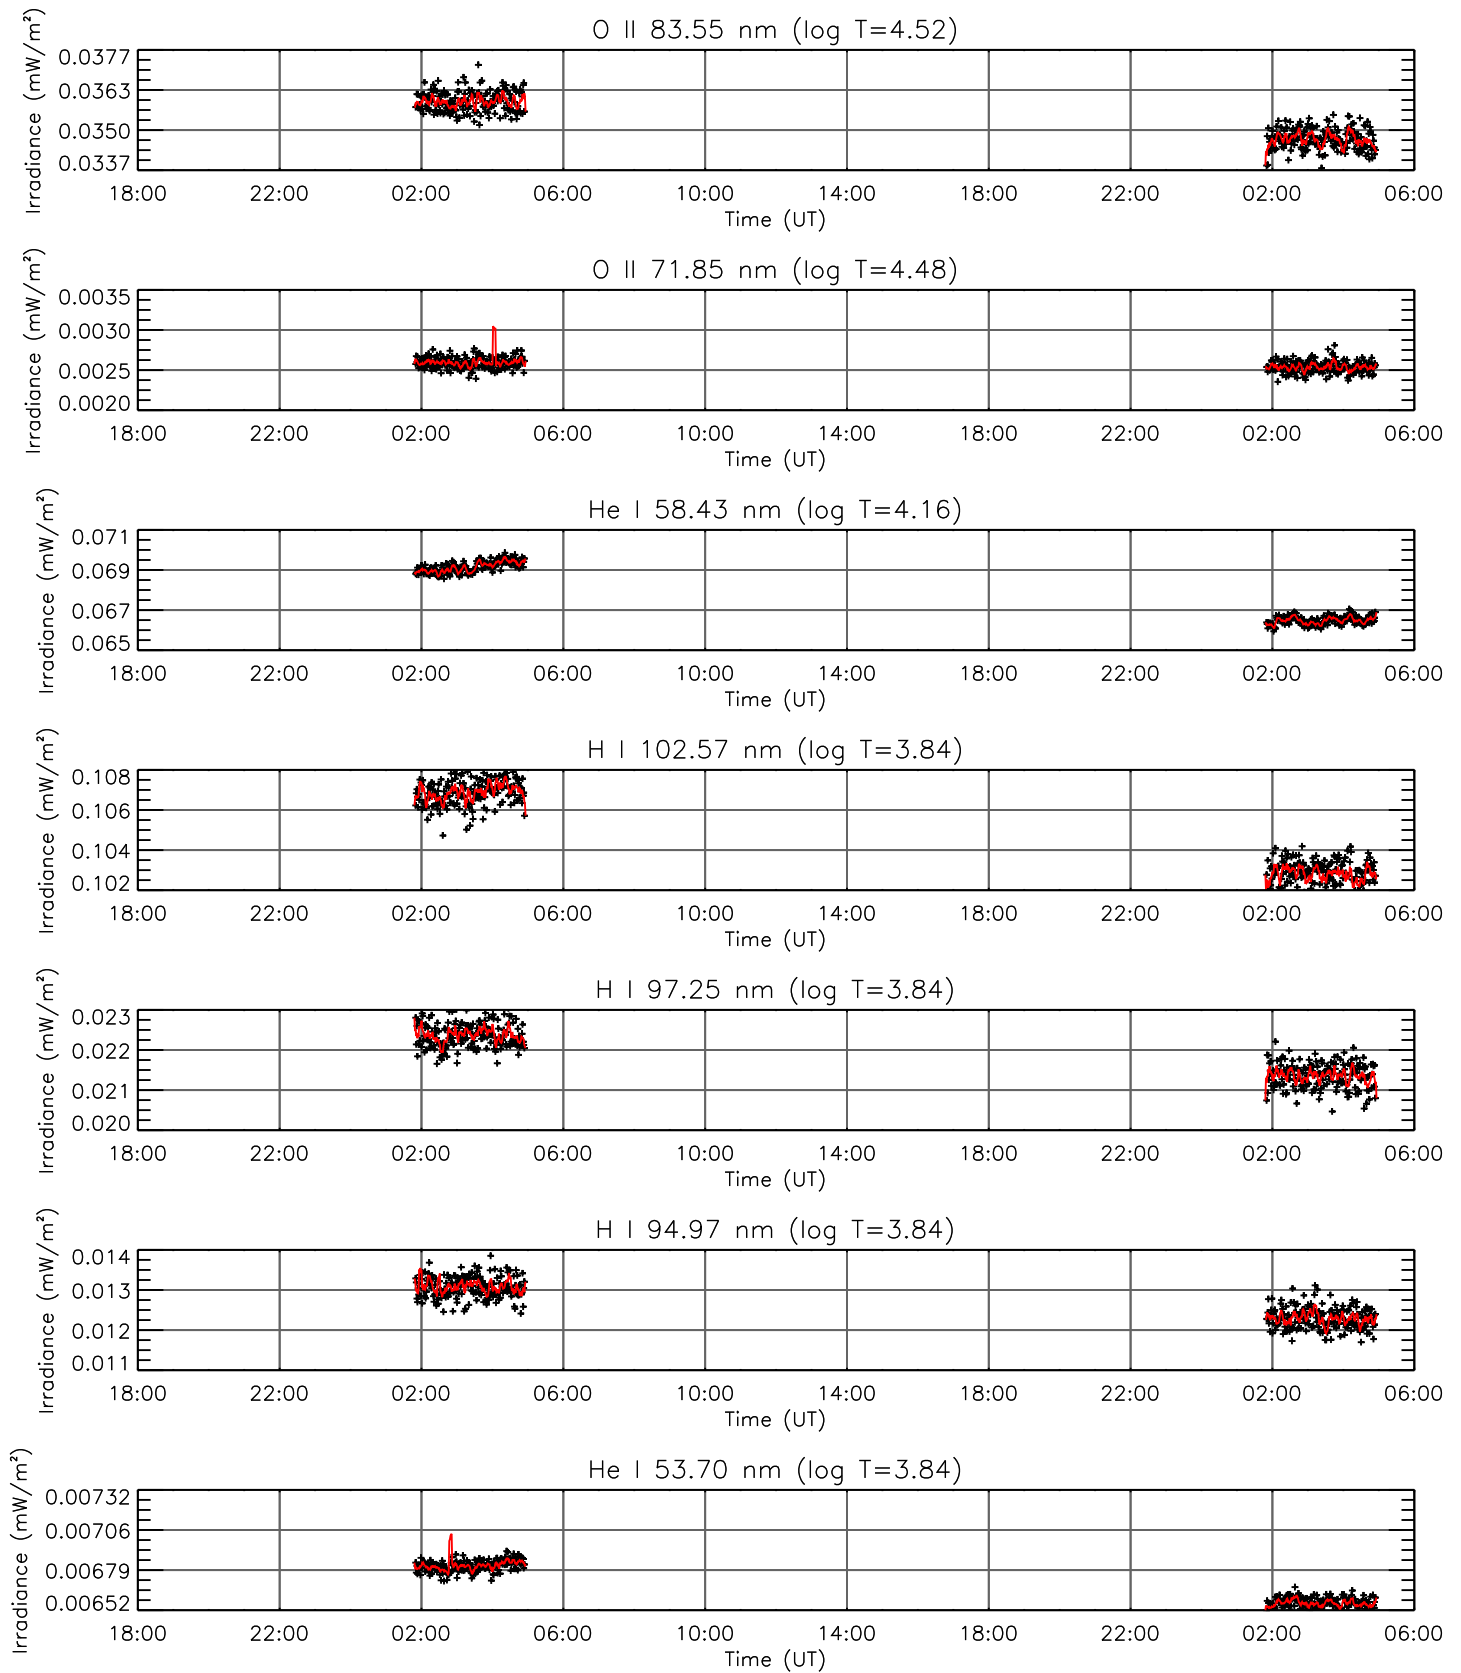 O II 83.55 nm (log T=4.52)
Irradiance (mW/m²)
0.0377
0.0363
0.0350
0.0337
18:00 22:00 02:00 06:00 10:00 14:00 18:00 22:00 02:00 06:00
Time (UT)
O II 71.85 nm (log T=4.48)
Irradiance (mW/m²)
0.0035
0.0030
0.0025
0.0020
18:00 22:00 02:00 06:00 10:00 14:00 18:00 22:00 02:00 06:00
Time (UT)
He I 58.43 nm (log T=4.16)
Irradiance (mW/m²)
0.071
0.069
0.067
0.065
18:00 22:00 02:00 06:00 10:00 14:00 18:00 22:00 02:00 06:00
Time (UT)
H I 102.57 nm (log T=3.84)
Irradiance (mW/m²)
0.108
0.106
0.104
0.102
18:00 22:00 02:00 06:00 10:00 14:00 18:00 22:00 02:00 06:00
Time (UT)
H I 97.25 nm (log T=3.84)
Irradiance (mW/m²)
0.023
0.022
0.021
0.020
18:00 22:00 02:00 06:00 10:00 14:00 18:00 22:00 02:00 06:00
Time (UT)
H I 94.97 nm (log T=3.84)
Irradiance (mW/m²)
0.014
0.013
0.012
0.011
18:00 22:00 02:00 06:00 10:00 14:00 18:00 22:00 02:00 06:00
Time (UT)
He I 53.70 nm (log T=3.84)
Irradiance (mW/m²)
0.00732
0.00706
0.00679
0.00652
18:00 22:00 02:00 06:00 10:00 14:00 18:00 22:00 02:00 06:00
Time (UT)